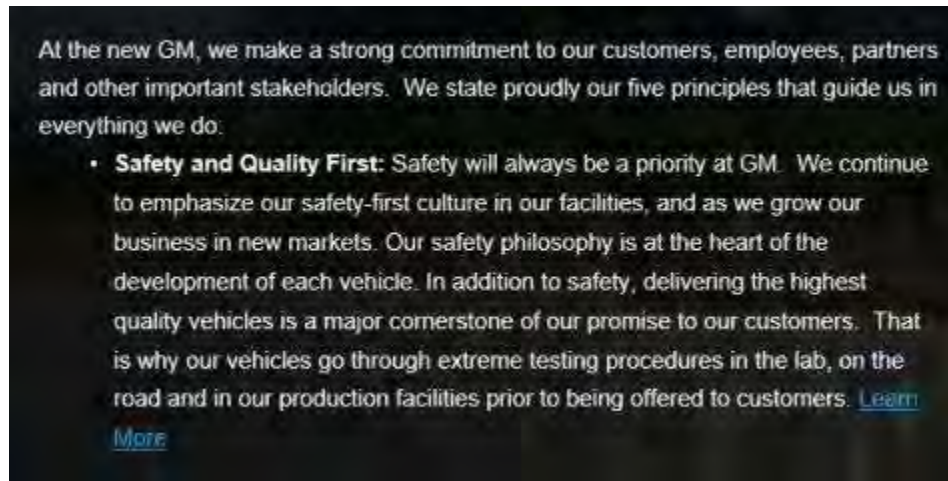 At the new GM, we make a strong commitment to our customers, employees, partners
and other important stakeholders.  We state proudly our five principles that guide us in
everything we do:
• Safety and Quality First: Safety will always be a priority at GM.  We continue
to emphasize our safety-first culture in our facilities, and as we grow our
business in new markets. Our safety philosophy is at the heart of the
development of each vehicle. In addition to safety, delivering the highest
quality vehicles is a major cornerstone of our promise to our customers.  That
is why our vehicles go through extreme testing procedures in the lab, on the
road and in our production facilities prior to being offered to customers. Learn
More